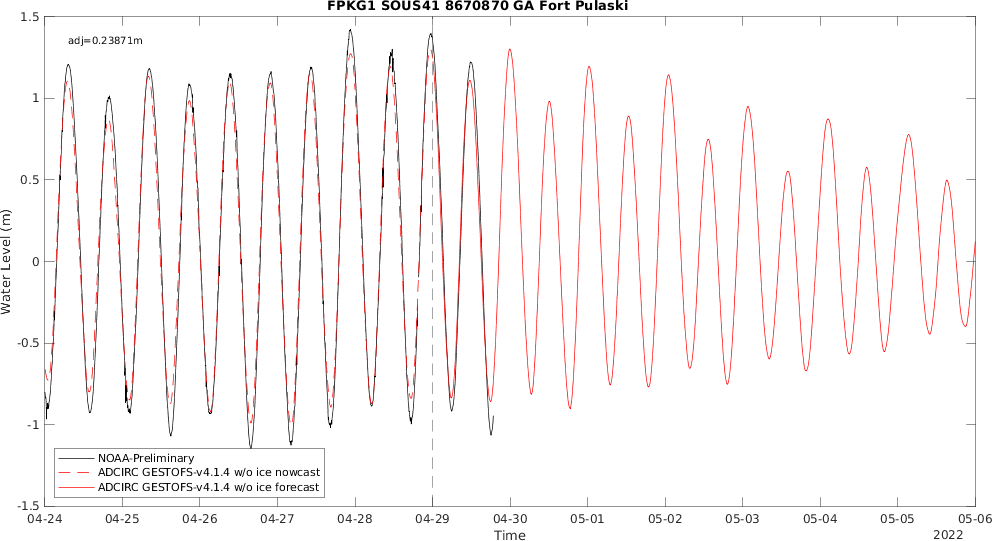 FPKG1 SOUS41 8670870 GA Fort Pulaski
adj=0.23871m
1.5
1
0.5
0
-0.5
-1
-1.5
Water Level (m)
NOAA-Preliminary
ADCIRC GESTOFS-v4.1.4 w/o ice nowcast
ADCIRC GESTOFS-v4.1.4 w/o ice forecast
04-24 04-25 04-26 04-27 04-28 04-29 04-30 05-01 05-02 05-03 05-04 05-05 05-06
Time
2022